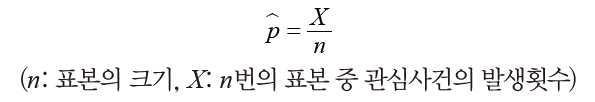 p̂ = X/n
(n: 표본의 크기, X: n번의 표본 중 관심사건의 발생횟수)